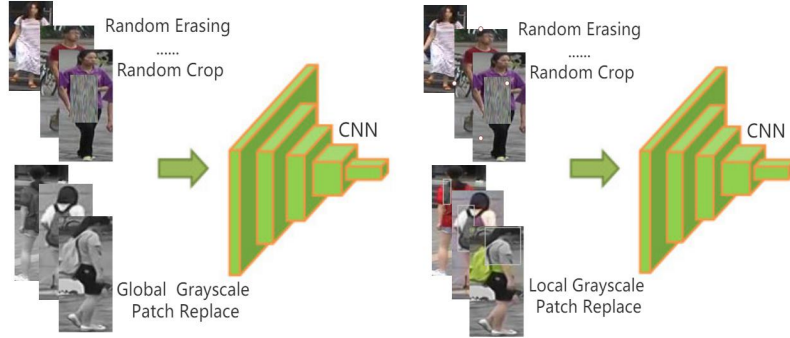 Random Erasing
......
Random Crop
CNN
Global Grayscale
Patch Replace
Random Erasing
......
Random Crop
CNN
Local Grayscale
Patch Replace